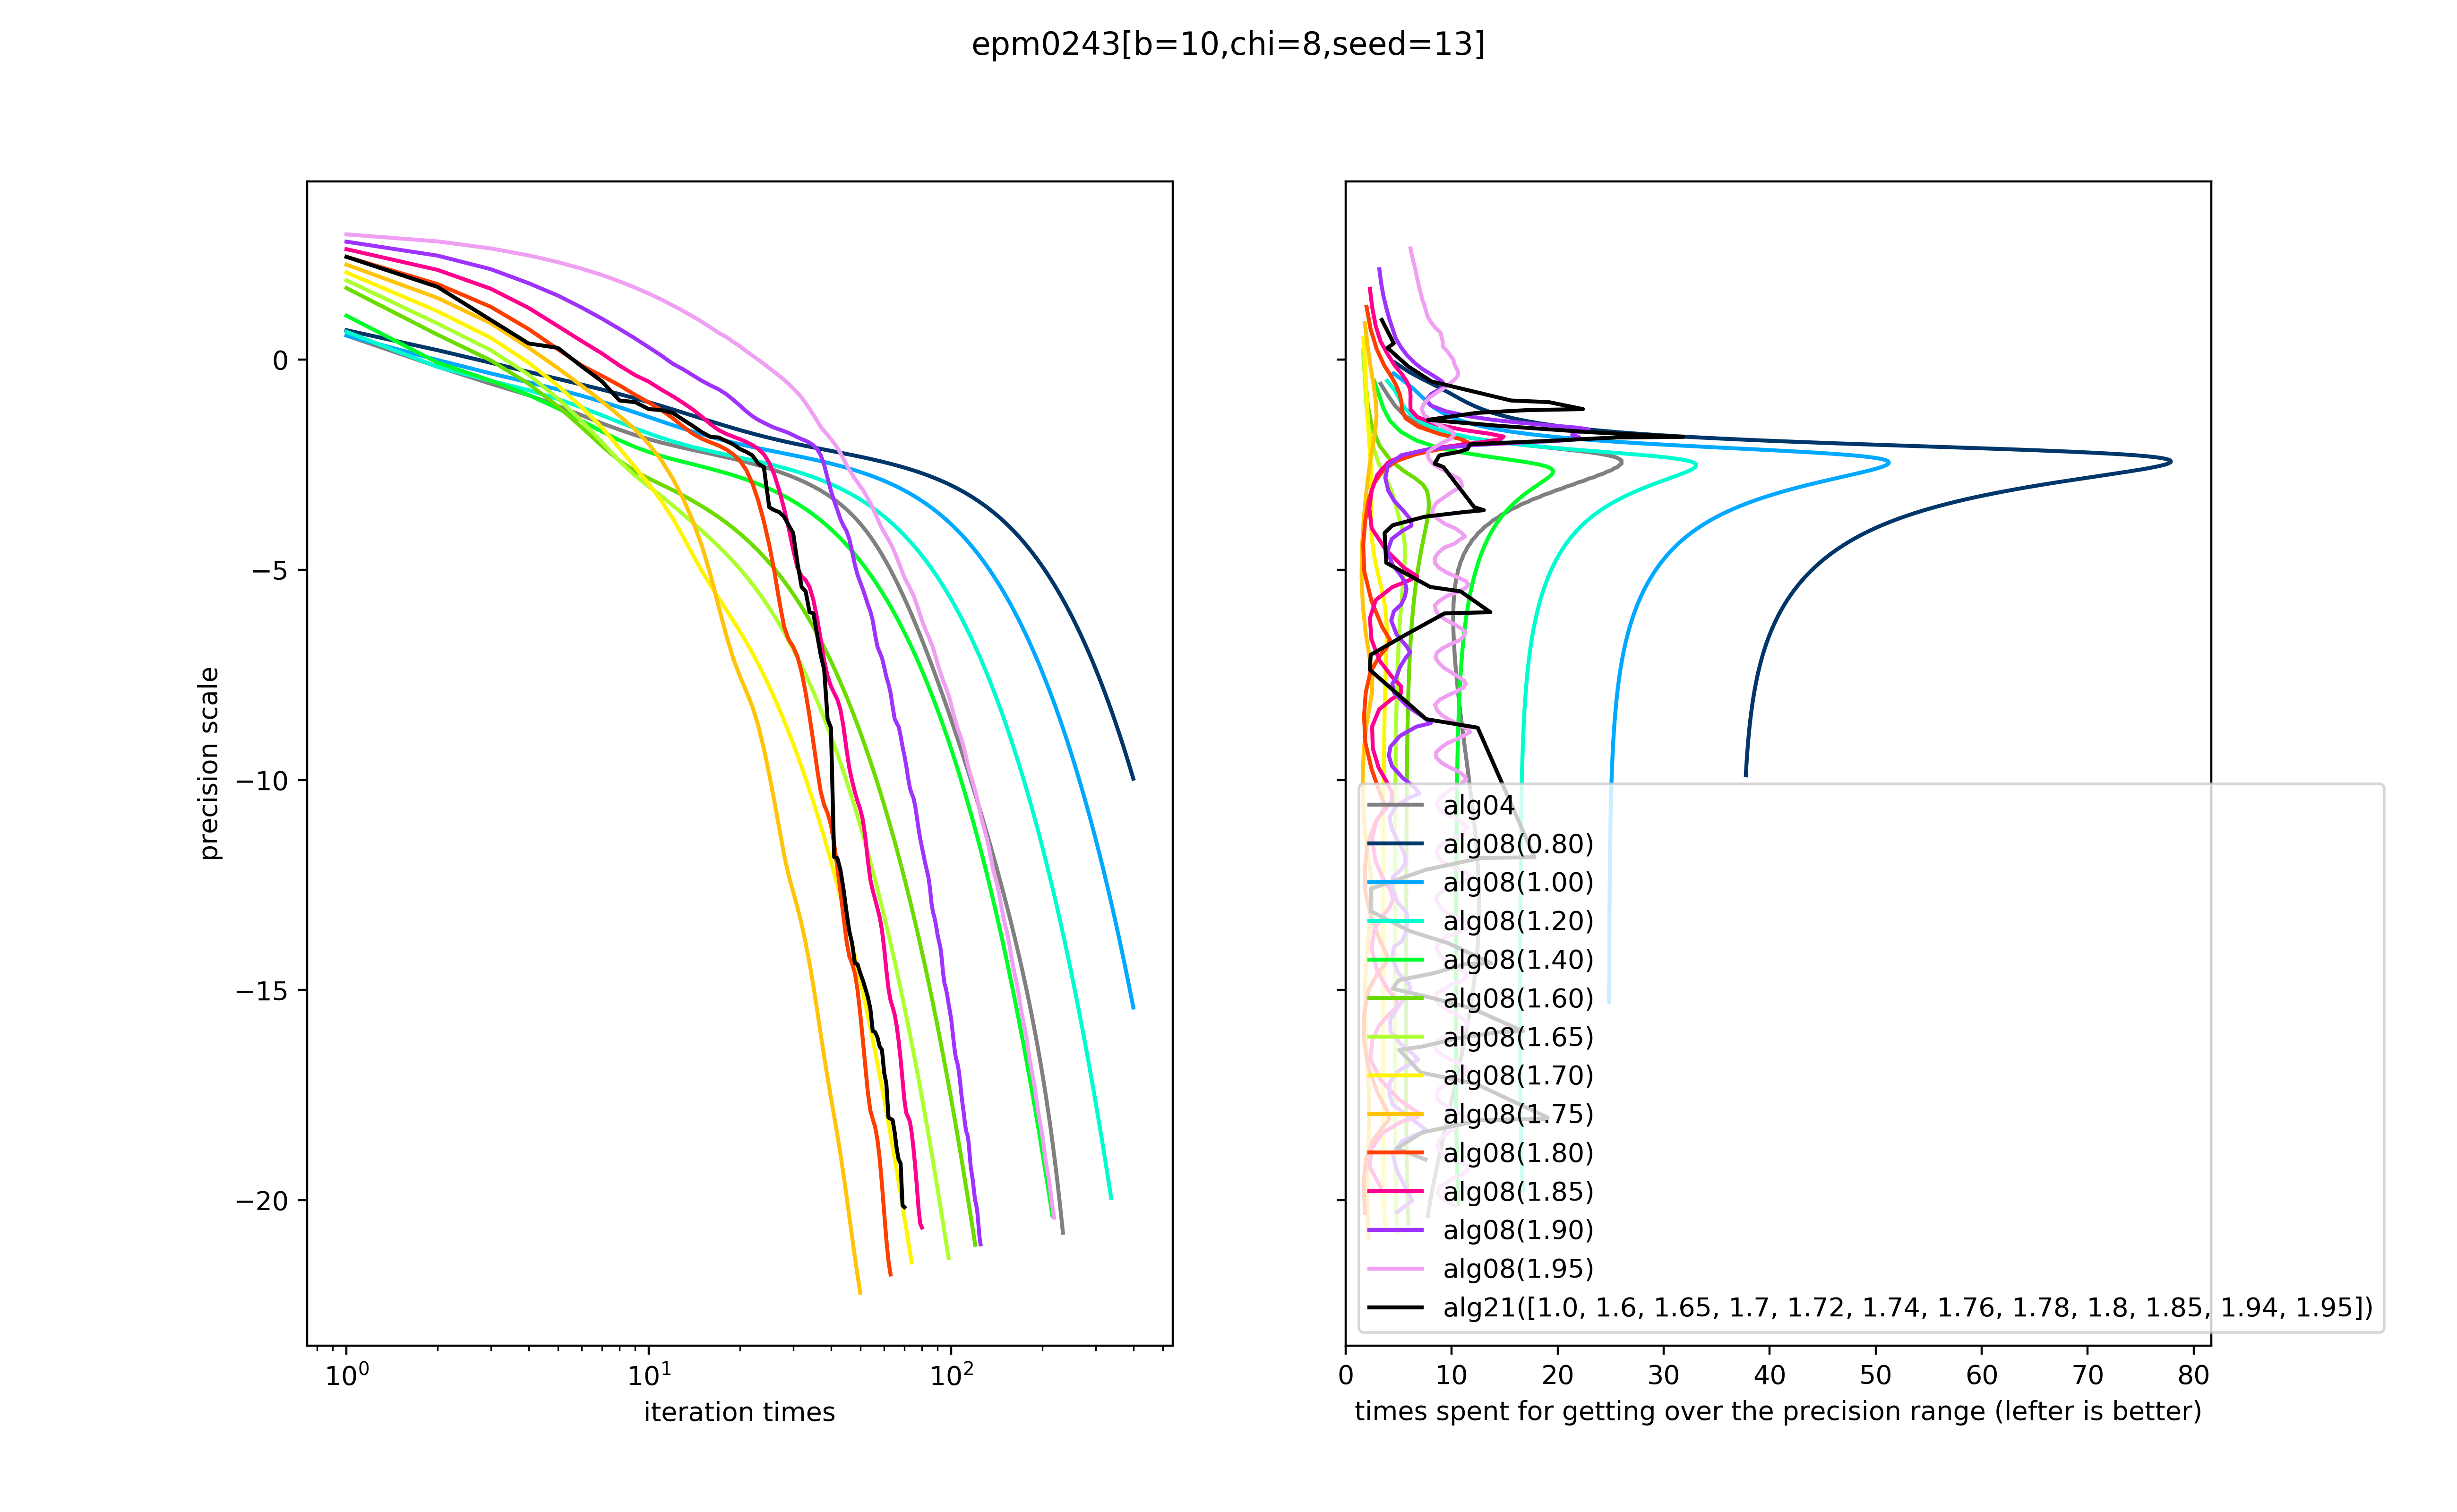 epm0243[b=10,chi=8,seed=13]
precision scale
0
−5
−10
−15
−20
10⁰ 10¹ 10²
iteration times
alg04
alg08(0.80)
alg08(1.00)
alg08(1.20)
alg08(1.40)
alg08(1.60)
alg08(1.65)
alg08(1.70)
alg08(1.75)
alg08(1.80)
alg08(1.85)
alg08(1.90)
alg08(1.95)
alg21([1.0, 1.6, 1.65, 1.7, 1.72, 1.74, 1.76, 1.78, 1.8, 1.85, 1.94, 1.95])
0 10 20 30 40 50 60 70 80
times spent for getting over the precision range (lefter is better)